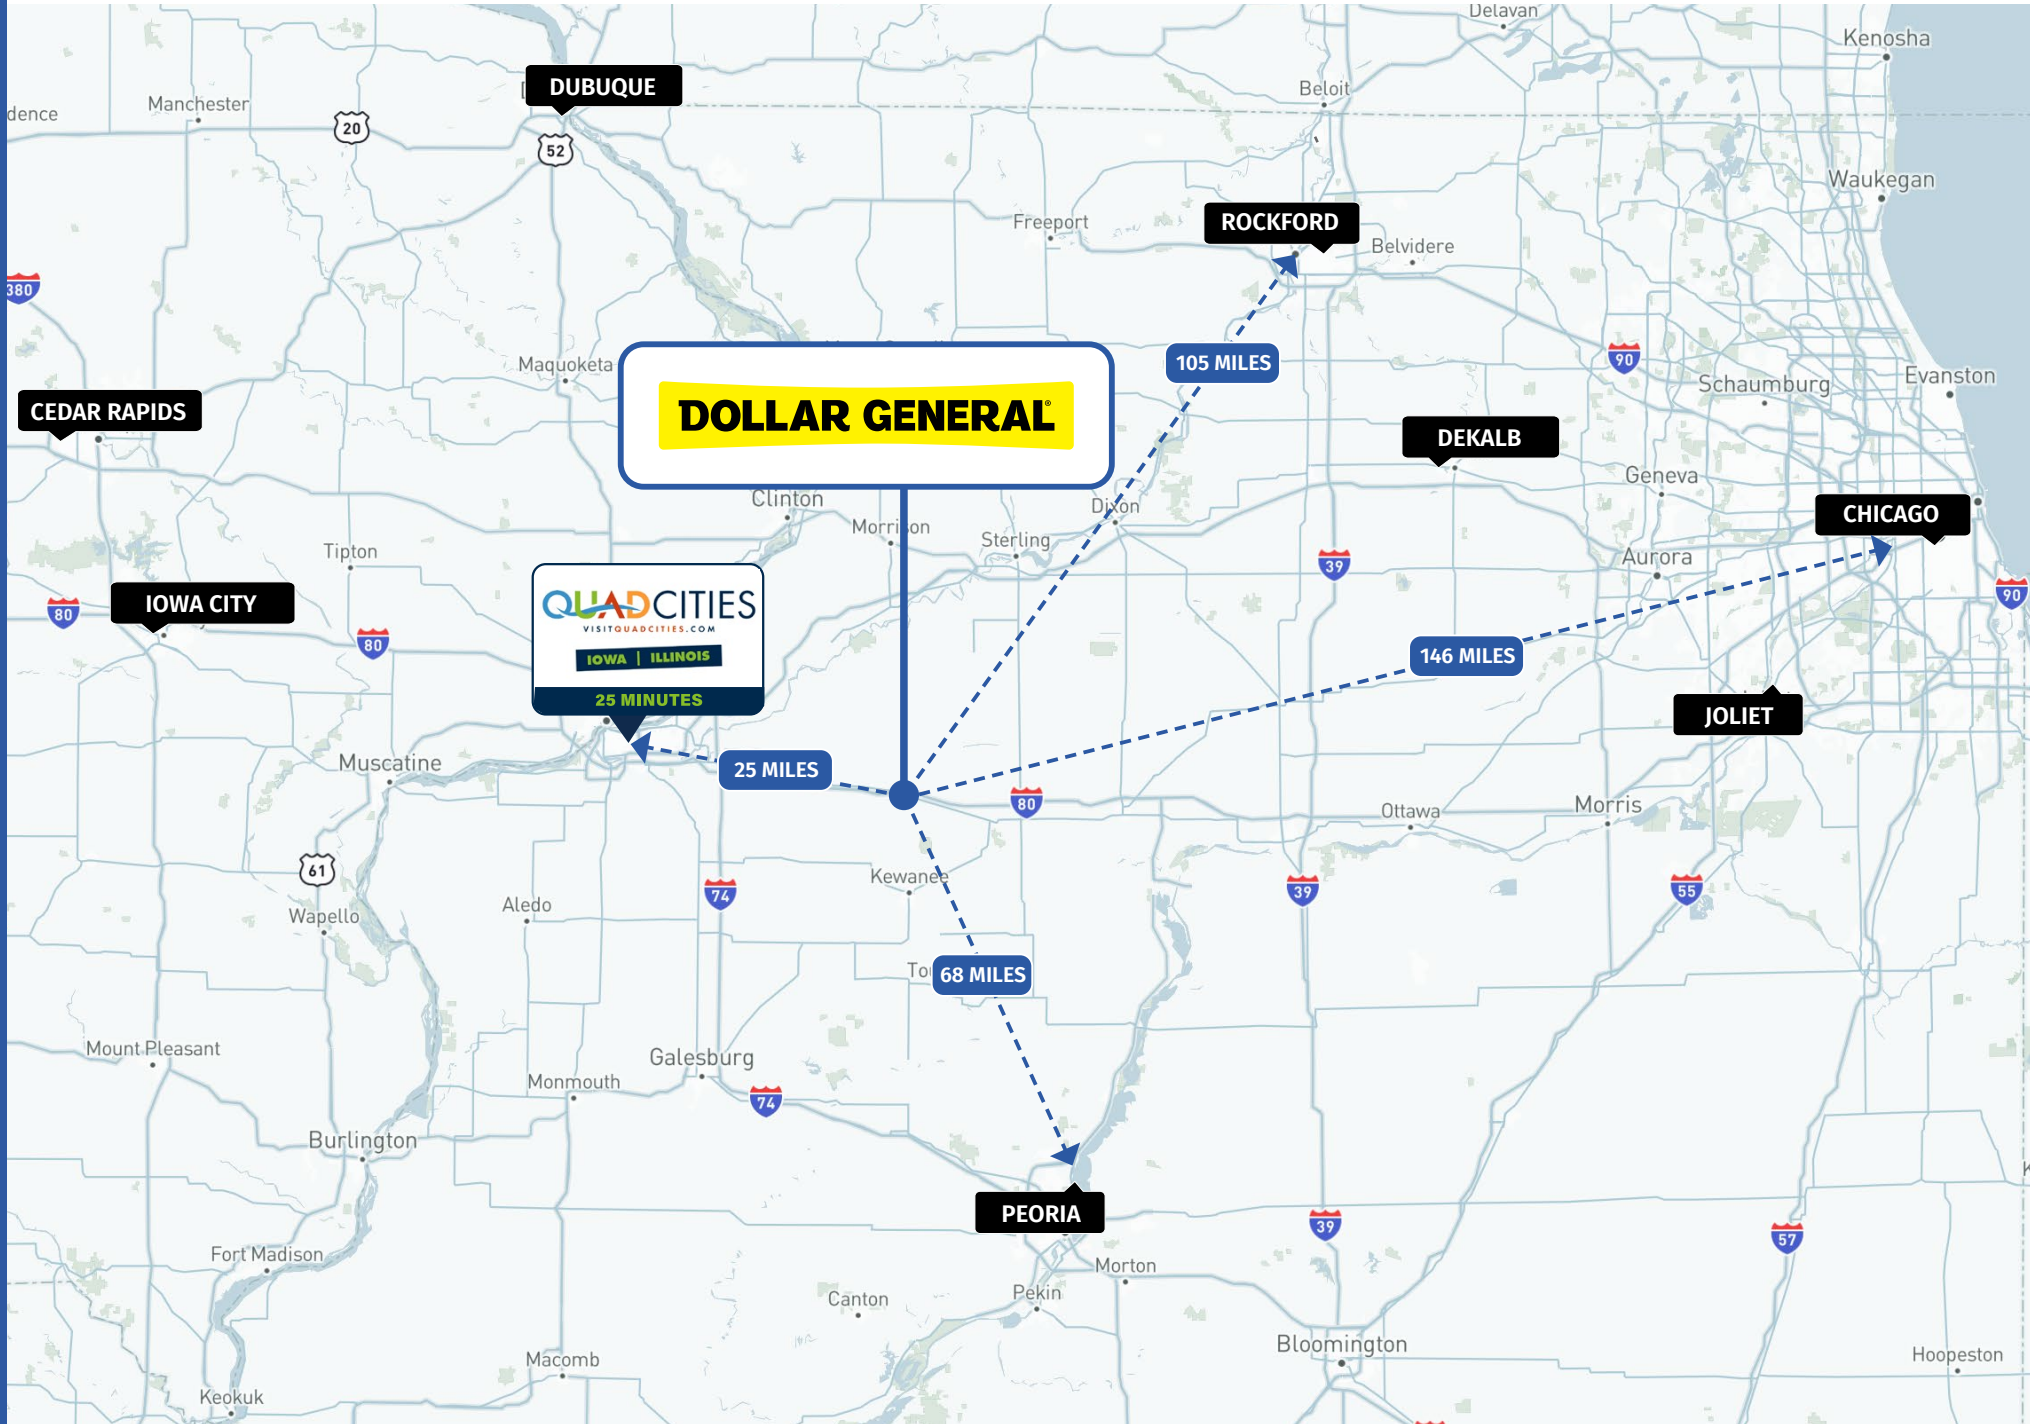 Delavan
Kenosha
DUBUQUE
Beloit
Manchester
dence
20
52
Waukegan
ROCKFORD
Freeport
Belvidere
380
105 MILES
90
Maquoketa
Schaumburg
Evanston
CEDAR RAPIDS
DOLLAR GENERAL®
DEKALB
Geneva
Clinton
Morrison
Dixon
CHICAGO
Sterling
Tipton
Aurora
39
90
IOWA CITY
80
80
QUAD CITIES
VISITQUADCITIES.COM
IOWA | ILLINOIS
25 MINUTES
146 MILES
JOLIET
Muscatine
25 MILES
80
Ottawa
Morris
61
Kewanee
74
39
55
Wapello
Aledo
To
68 MILES
Mount Pleasant
Galesburg
Monmouth
74
Burlington
PEORIA
39
57
Fort Madison
Morton
Pekin
Canton
Bloomington
Macomb
Hoopeston
Keokuk